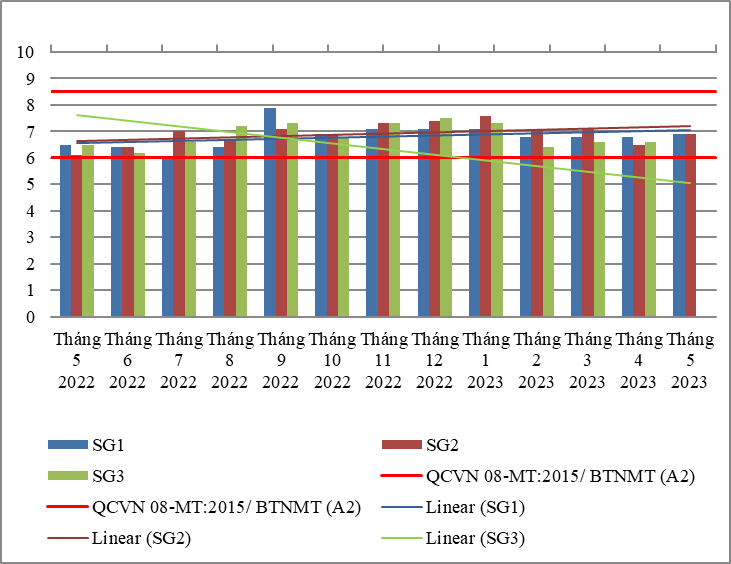 10
9
8
7
6
5
4
3
2
1
0
Tháng Tháng Tháng Tháng Tháng Tháng Tháng Tháng Tháng Tháng Tháng Tháng Tháng
5 6 7 8 9 10 11 12 1 2 3 4 5
2022 2022 2022 2022 2022 2022 2022 2022 2023 2023 2023 2023 2023
SG1 SG2
SG3 QCVN 08-MT:2015/ BTNMT (A2)
QCVN 08-MT:2015/ BTNMT (A2) Linear (SG1)
Linear (SG2) Linear (SG3)